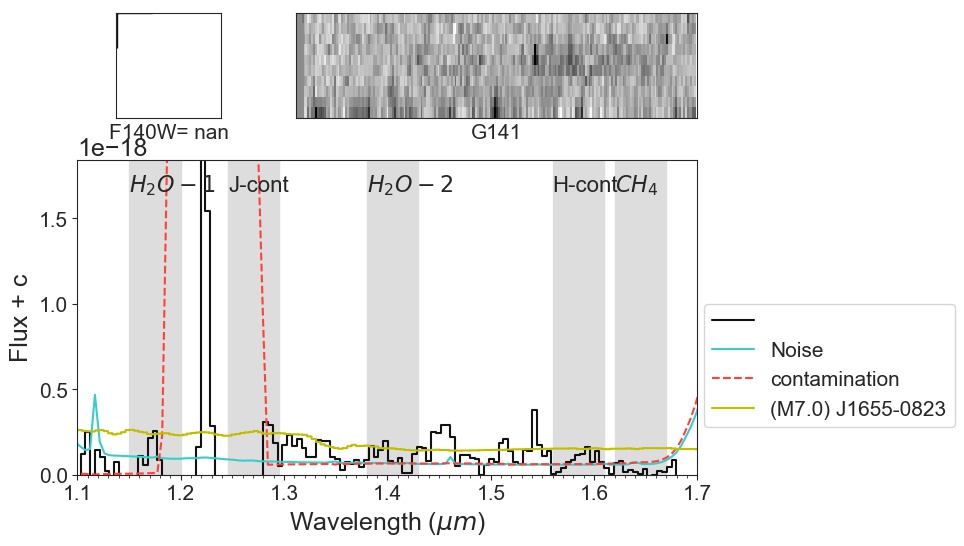 F140W= nan
G141
1e−18
H₂O − 1
J-cont
H₂O − 2
H-cont
CH₄
1.5
1.0
0.5
0.0
Flux + c
1.1
1.2
1.3
1.4
1.5
1.6
1.7
Wavelength (μm)
Noise
contamination
(M7.0) J1655-0823